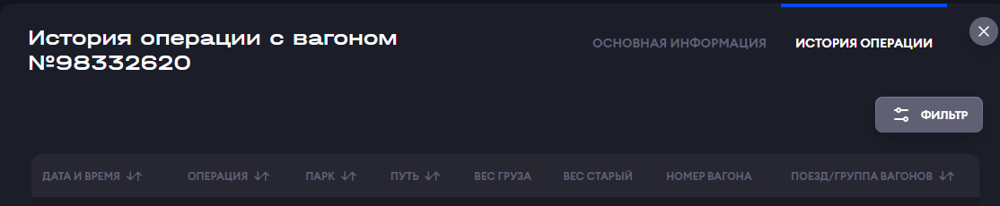 История операции с вагоном
№98332620
ОСНОВНАЯ ИНФОРМАЦИЯ ИСТОРИЯ ОПЕРАЦИИ
ФИЛЬТР
ДАТА И ВРЕМЯ ОПЕРАЦИЯ ПАРК ПУТЬ ВЕС ГРУЗА ВЕС СТАРЫЙ НОМЕР ВАГОНА ПОЕЗД/ГРУППА ВАГОНОВ